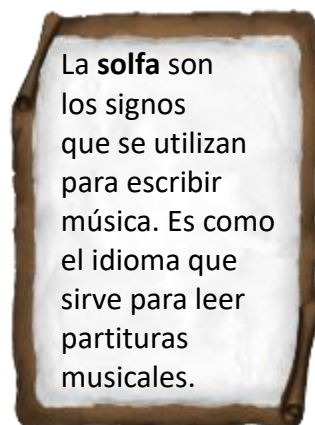 La solfa son
los signos
que se utilizan
para escribir
música. Es como
el idioma que
sirve para leer
partituras
musicales.